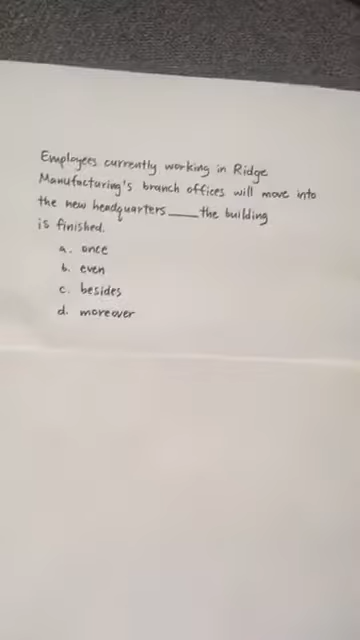 Employees currently working in Ridge
Manufacturing's branch offices will move into
the new headquarters ____ the building
is finished.
a. once
b. even
c. besides
d. moreover